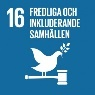 16 FREDLIGA OCH
INKLUDERANDE
SAMHÄLLEN